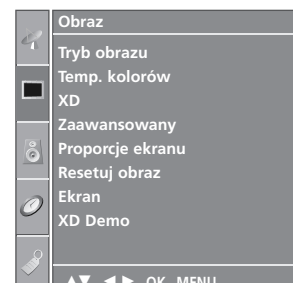 Obraz
Tryb obrazu
Temp. kolorów
XD
Zaawansowany
Proporcje ekranu
Resetuj obraz
Ekran
XD Demo
▲▼ ◀▶ OK MENU